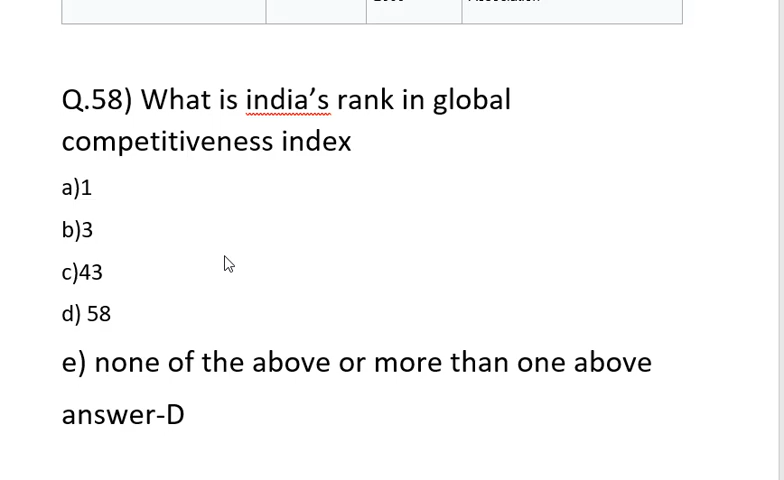 Q.58) What is india’s rank in global
competitiveness index
a)1
b)3
c)43
d) 58
e) none of the above or more than one above
answer-D